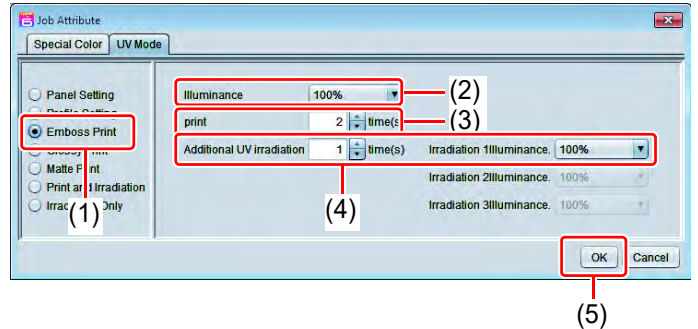 Job Attribute
Special Color UV Mode
Panel Setting
Illuminance 100% (2)
print 2 time(s (3)
Emboss Print
Additional UV irradiation 1 time(s) Irradiation 1Illuminance. 100%
Matte Print
Irradiation 2Illuminance. 100%
Print and Irradiation
Only
Irradiation 3Illuminance. 100%
(1)
(4)
OK Cancel
(5)